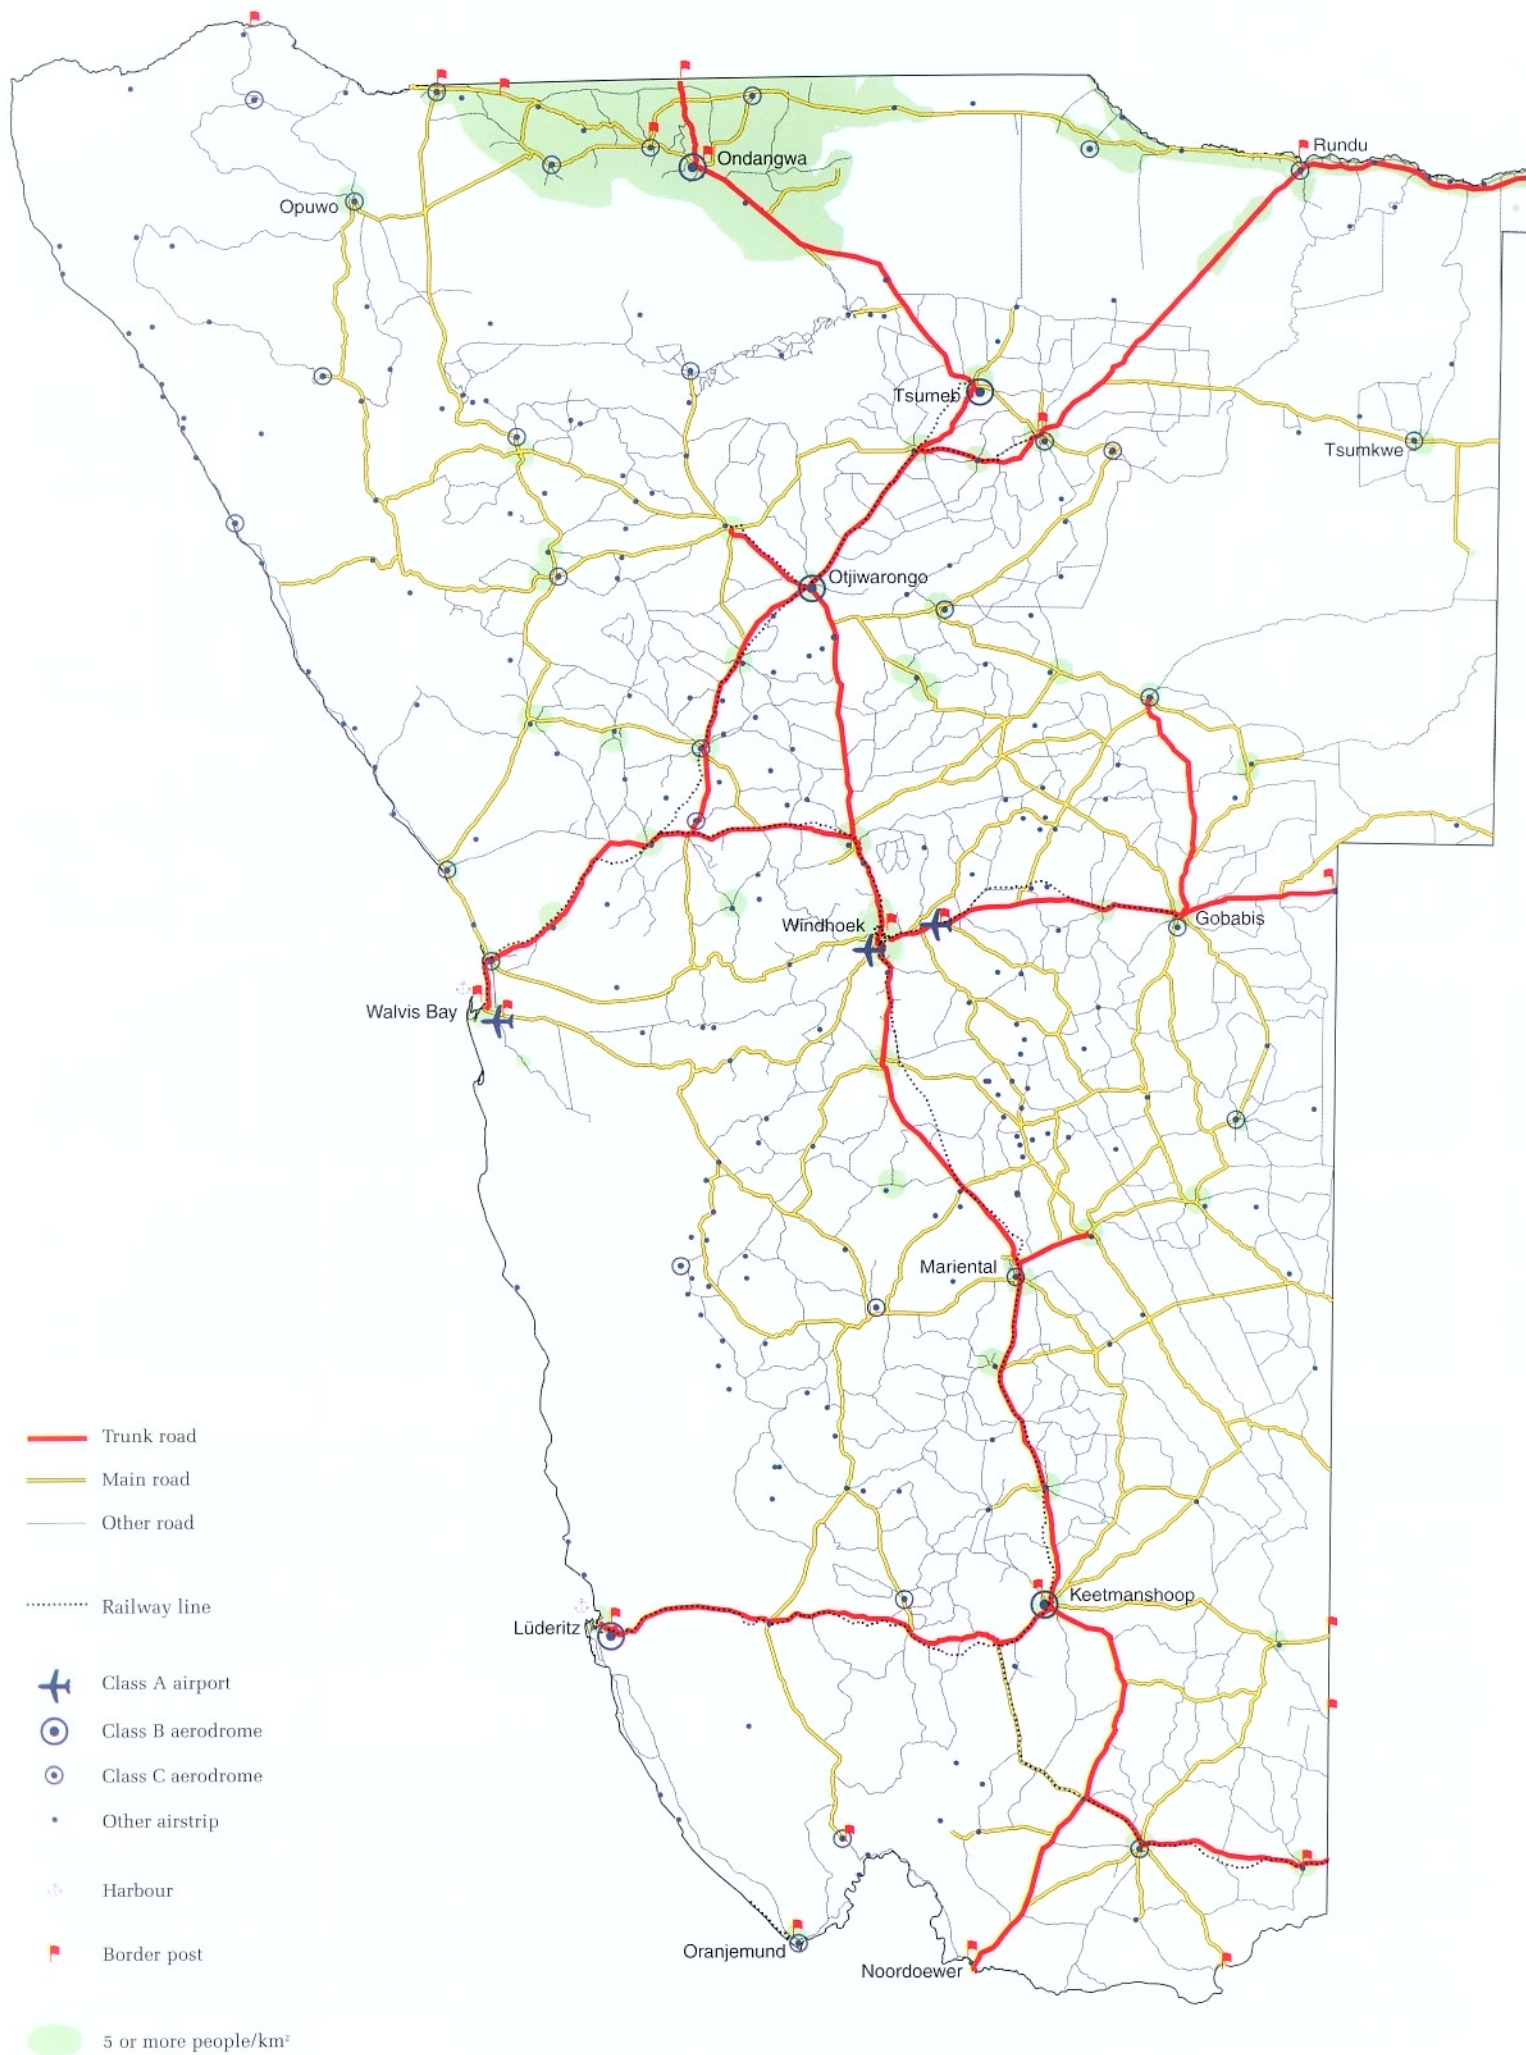 Rundu
Ondangwa
Opuwo
Tsumeb
Tsumkwe
Otjiwarongo
Windhoek
Gobabis
Walvis Bay
Mariental
Trunk road
Main road
Other road
Keetmanshoop
Railway line
Lüderitz
Class A airport
Class B aerodrome
Class C aerodrome
Other airstrip
Harbour
Oranjemund
Border post
Noordoewer
5 or more people/km²